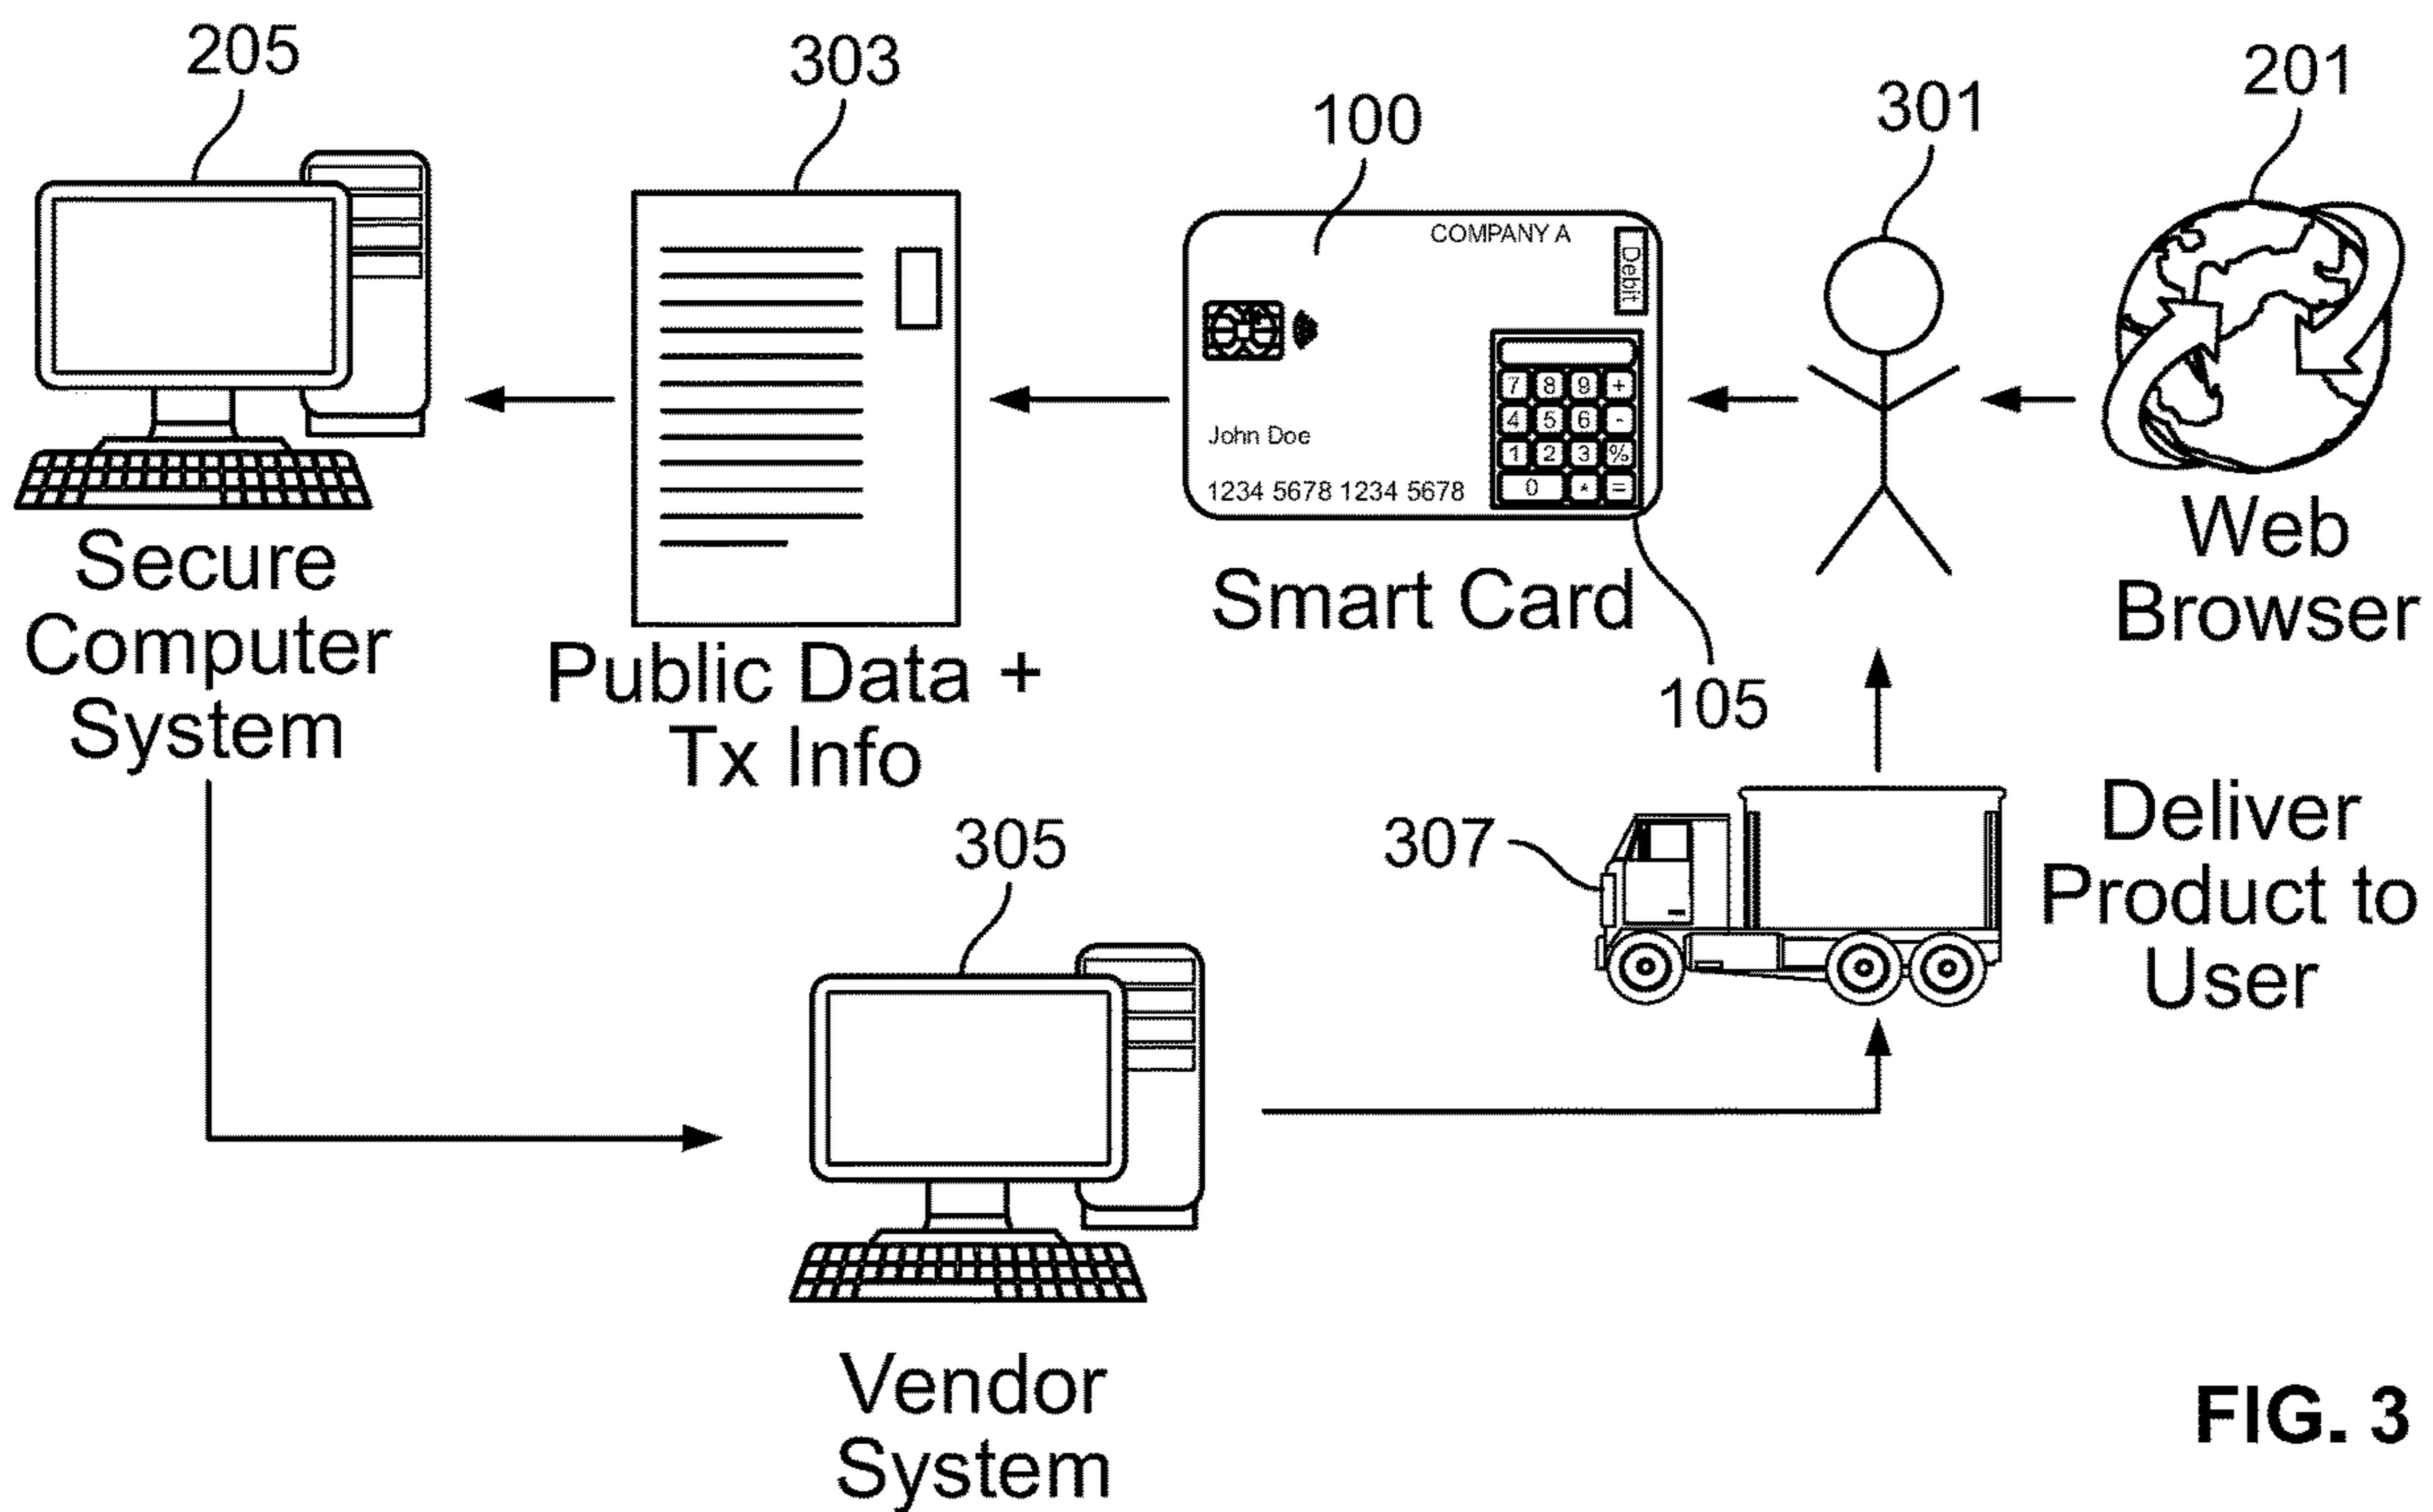 205
303
100
301
201
COMPANY A
Debit
7 8 9 +
4 5 6 -
1 2 3 %
0 * =
John Doe
1234 5678 1234 5678
Secure
Computer
System
Public Data +
Tx Info
Smart Card
105
Web
Browser
305
307
Deliver
Product to
User
Vendor
System
FIG. 3